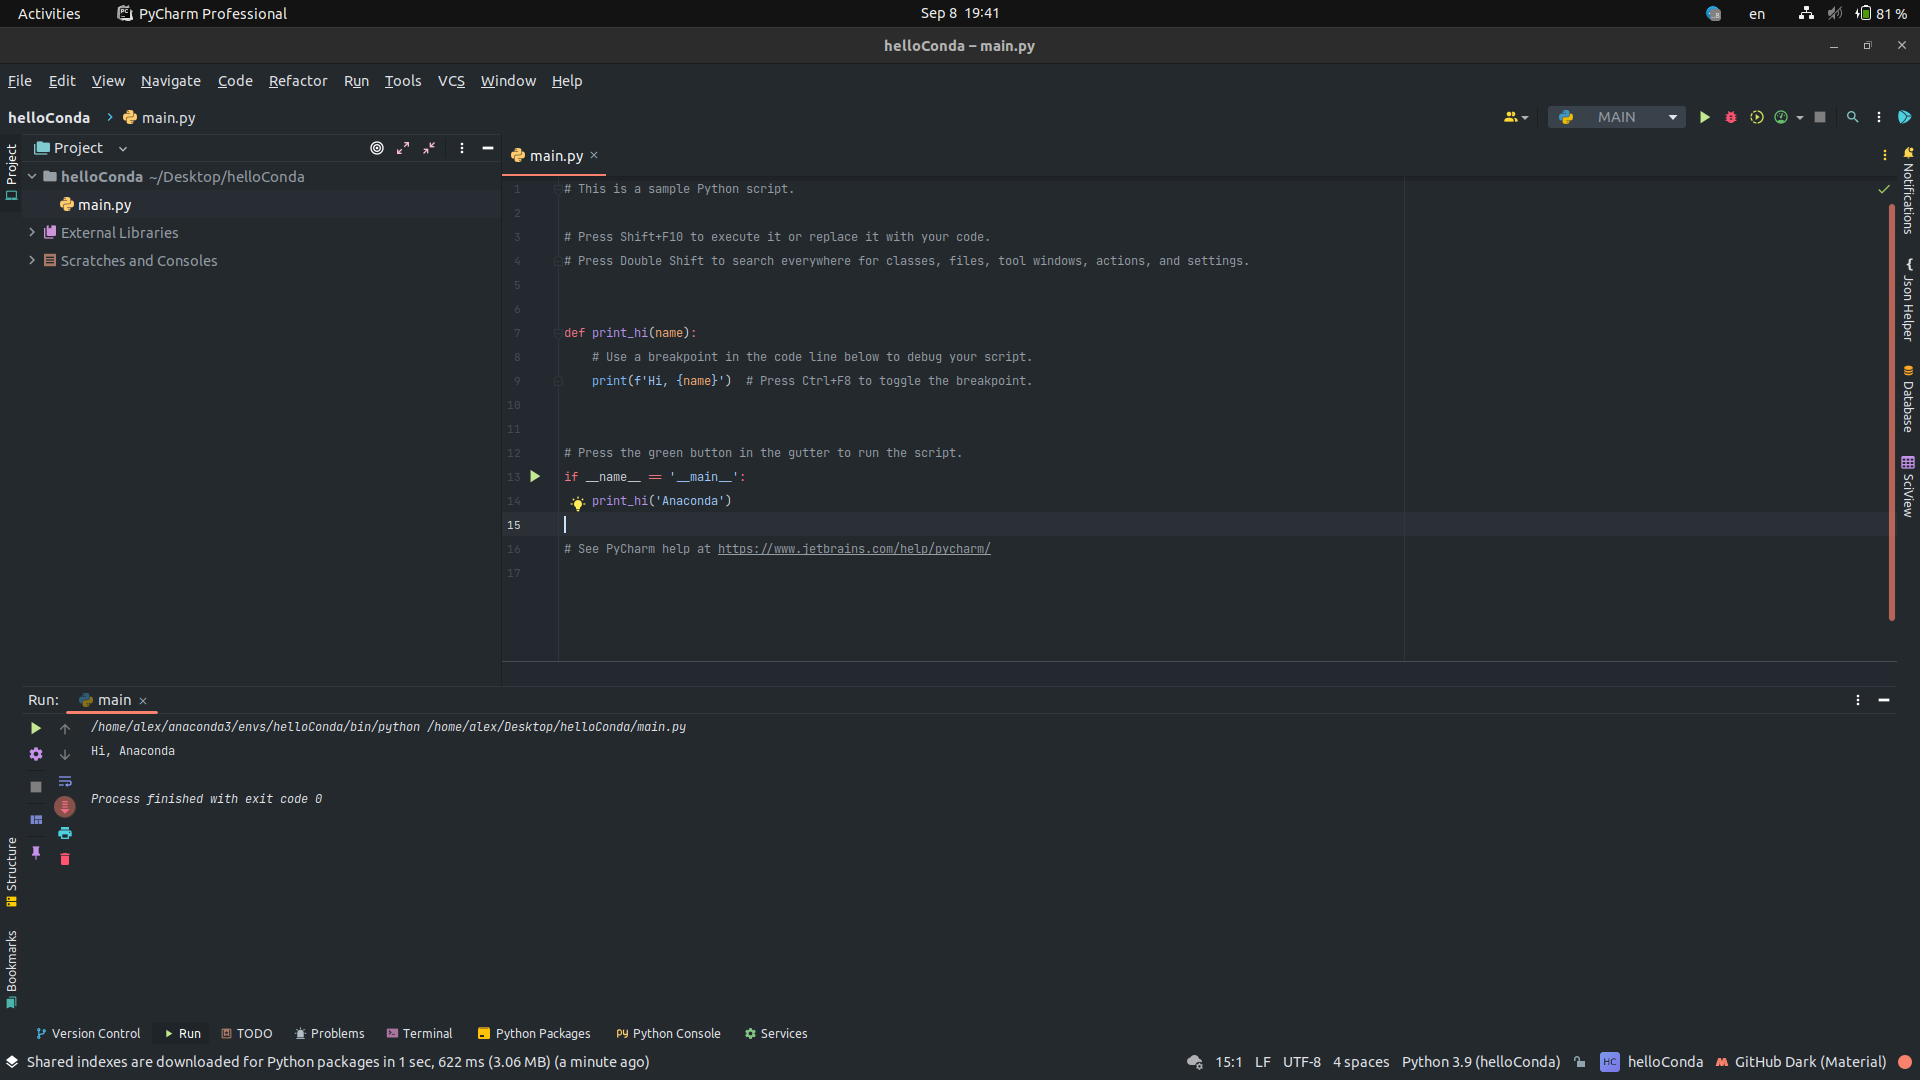 Activities PyCharm Professional Sep 8 19:41 en 81 %
helloConda – main.py
File Edit View Navigate Code Refactor Run Tools VCS Window Help
helloConda main.py MAIN
Project
Project
main.py
helloConda ~/Desktop/helloConda
main.py
External Libraries
Scratches and Consoles
1 # This is a sample Python script.
2
3 # Press Shift+F10 to execute it or replace it with your code.
4 # Press Double Shift to search everywhere for classes, files, tool windows, actions, and settings.
5
6
7 def print_hi(name):
8 # Use a breakpoint in the code line below to debug your script.
9 print(f'Hi, {name}') # Press Ctrl+F8 to toggle the breakpoint.
10
11
12 # Press the green button in the gutter to run the script.
13 if __name__ == '__main__':
14 print_hi('Anaconda')
15
16 # See PyCharm help at https://www.jetbrains.com/help/pycharm/
17
Notifications
Json Helper
Database
SciView
Run: main
/home/alex/anaconda3/envs/helloConda/bin/python /home/alex/Desktop/helloConda/main.py
Hi, Anaconda
Process finished with exit code 0
Structure
Bookmarks
Version Control Run TODO Problems Terminal Python Packages Python Console Services
Shared indexes are downloaded for Python packages in 1 sec, 622 ms (3.06 MB) (a minute ago) 15:1 LF UTF-8 4 spaces Python 3.9 (helloConda) HC helloConda GitHub Dark (Material)